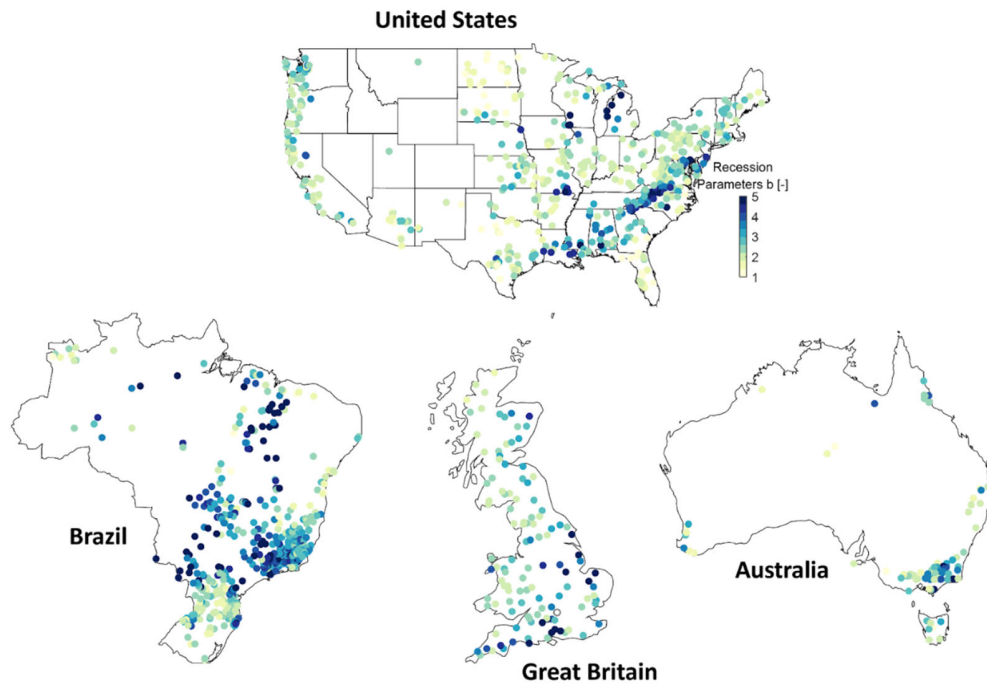 United States
Recession
Parameters b [-]
5
4
3
2
1
Brazil
Great Britain
Australia